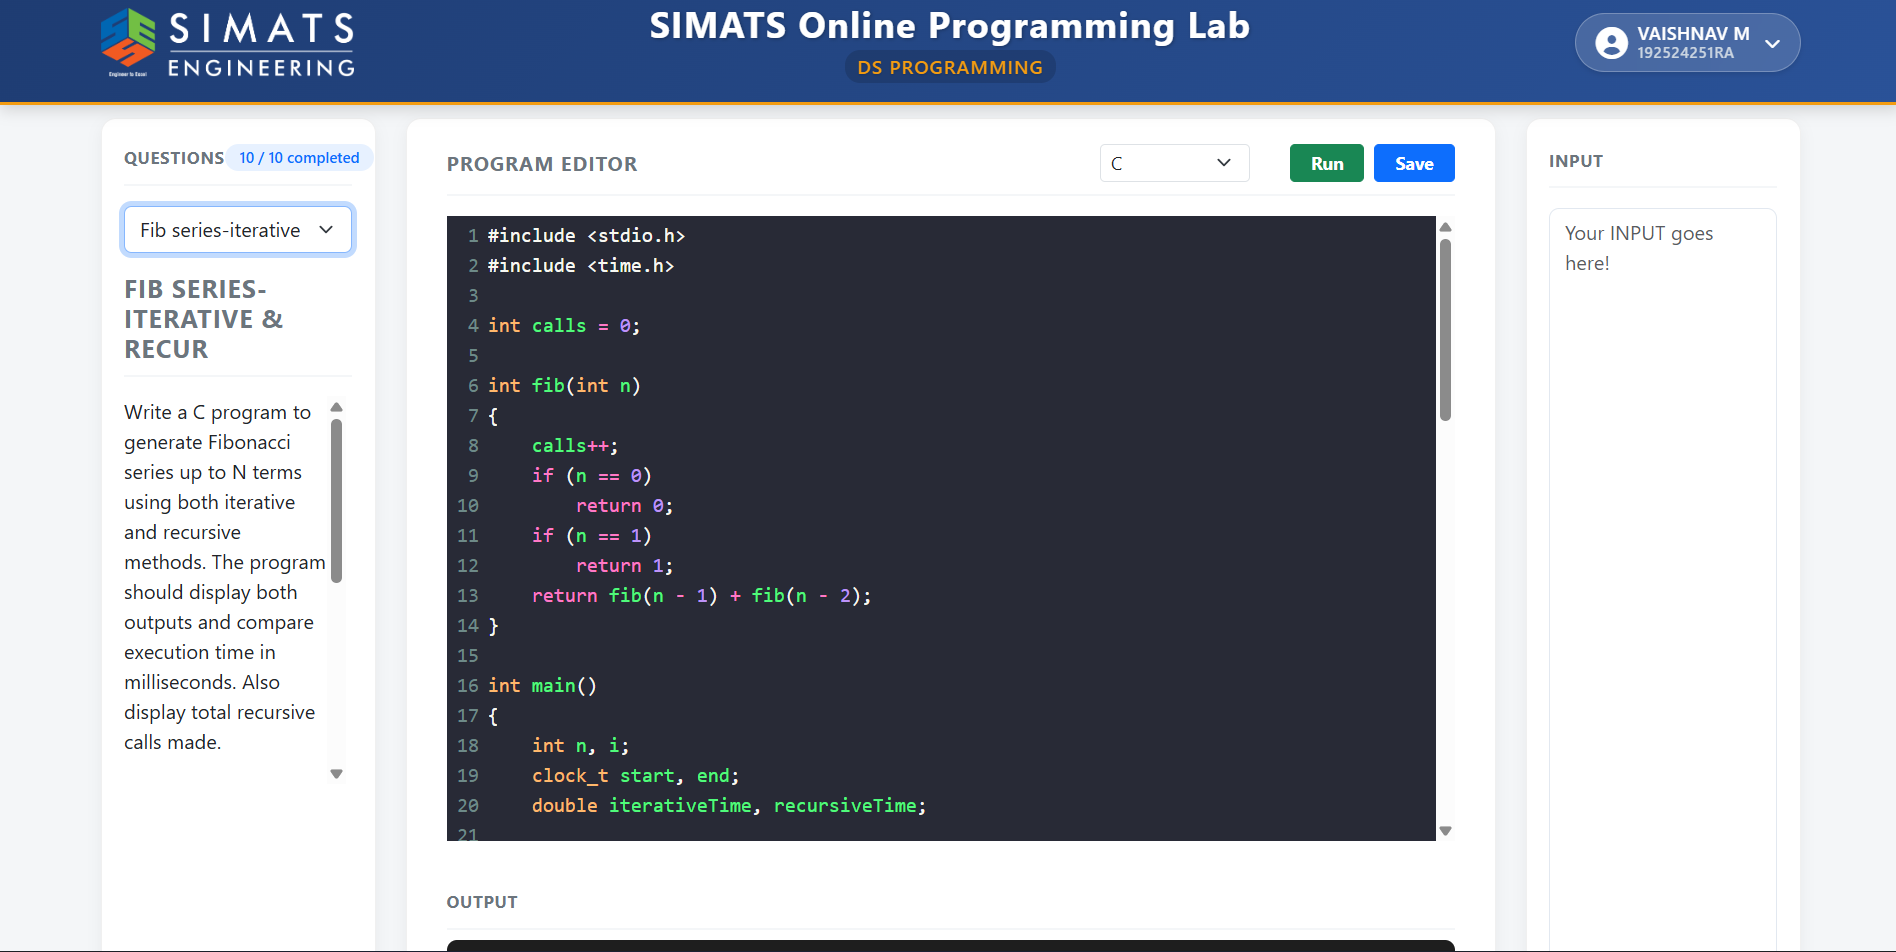 SIMATS
ENGINEERING
Engineer to Excel
SIMATS Online Programming Lab
DS PROGRAMMING
VAISHNAV M
192524251RA
QUESTIONS 10 / 10 completed
Fib series-iterative
FIB SERIES-
ITERATIVE &
RECUR
Write a C program to
generate Fibonacci
series up to N terms
using both iterative
and recursive
methods. The program
should display both
outputs and compare
execution time in
milliseconds. Also
display total recursive
calls made.
PROGRAM EDITOR
C
Run
Save
1 #include <stdio.h>
2 #include <time.h>
3
4 int calls = 0;
5
6 int fib(int n)
7 {
8     calls++;
9     if (n == 0)
10         return 0;
11     if (n == 1)
12         return 1;
13     return fib(n - 1) + fib(n - 2);
14 }
15
16 int main()
17 {
18     int n, i;
19     clock_t start, end;
20     double iterativeTime, recursiveTime;
21
OUTPUT
INPUT
Your INPUT goes
here!